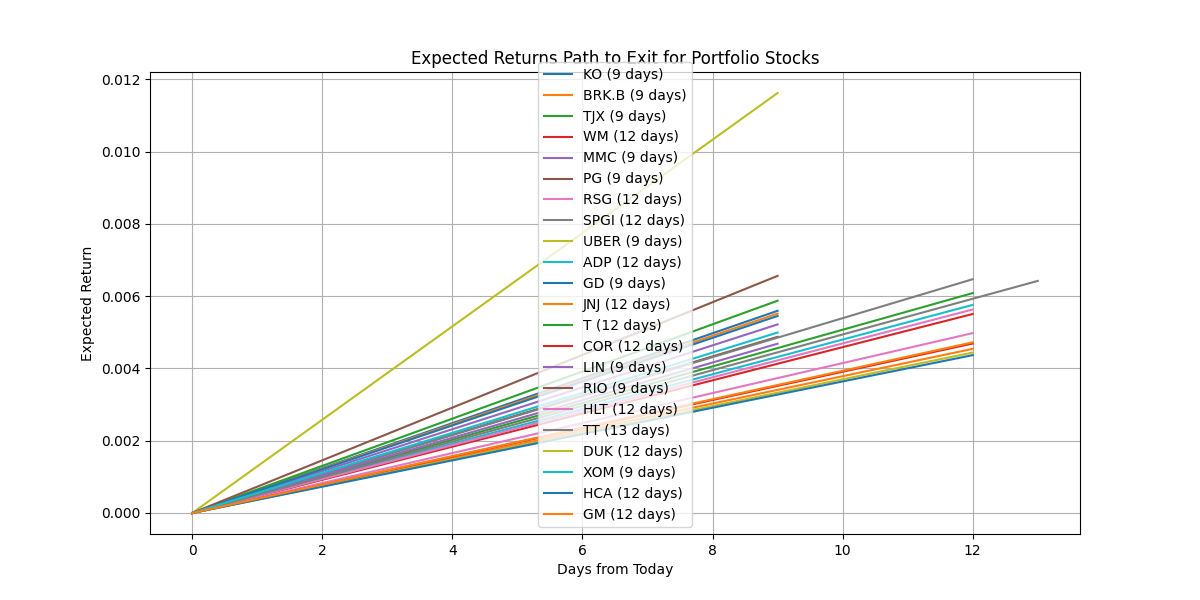 Expected Returns Path to Exit for Portfolio Stocks
KO (9 days)
BRK.B (9 days)
TJX (9 days)
WM (12 days)
MMC (9 days)
PG (9 days)
RSG (12 days)
SPGI (12 days)
UBER (9 days)
ADP (12 days)
GD (9 days)
JNJ (12 days)
T (12 days)
COR (12 days)
LIN (9 days)
RIO (9 days)
HLT (12 days)
TT (13 days)
DUK (12 days)
XOM (9 days)
HCA (12 days)
GM (12 days)
Expected Return
0.012
0.010
0.008
0.006
0.004
0.002
0.000
0 2 4 6 8 10 12
Days from Today